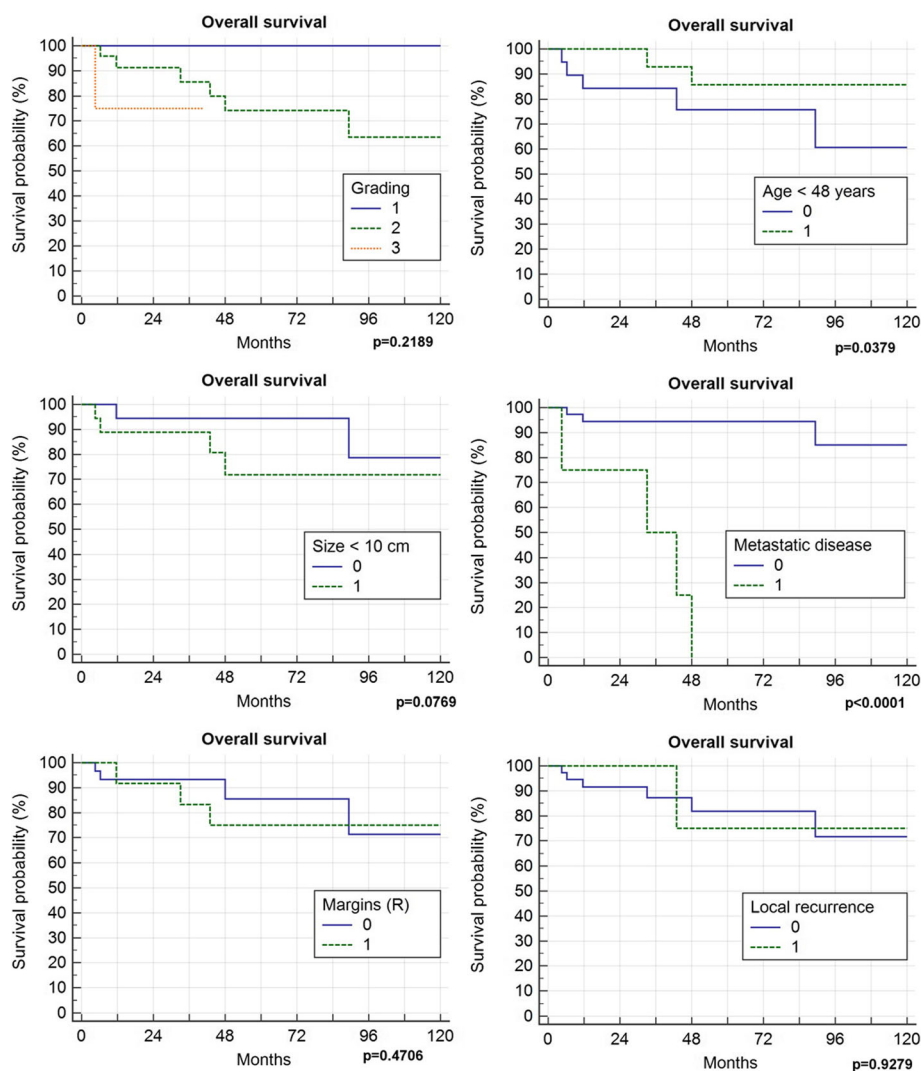 Overall survival
Survival probability (%)
100
90
80
70
60
50
40
30
20
10
0
Grading
1
2
3
0 24 48 72 96 120
Months
p=0.2189
Overall survival
Survival probability (%)
100
90
80
70
60
50
40
30
20
10
0
Age < 48 years
0
1
0 24 48 72 96 120
Months
p=0.0379
Overall survival
Survival probability (%)
100
90
80
70
60
50
40
30
20
10
0
Size < 10 cm
0
1
0 24 48 72 96 120
Months
p=0.0769
Overall survival
Survival probability (%)
100
90
80
70
60
50
40
30
20
10
0
Metastatic disease
0
1
0 24 48 72 96 120
Months
p<0.0001
Overall survival
Survival probability (%)
100
90
80
70
60
50
40
30
20
10
0
Margins (R)
0
1
0 24 48 72 96 120
Months
p=0.4706
Overall survival
Survival probability (%)
100
90
80
70
60
50
40
30
20
10
0
Local recurrence
0
1
0 24 48 72 96 120
Months
p=0.9279